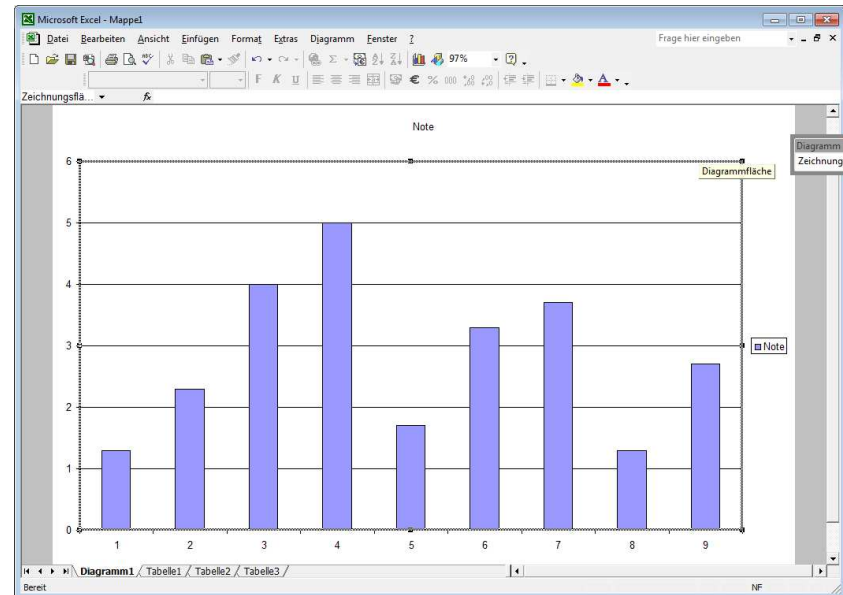 Microsoft Excel - Mappe1
Datei Bearbeiten Ansicht Einfügen Format Extras Diagramm Fenster ? Frage hier eingeben
97%
F K U € % 000
Zeichnungsflä...
fx
Note
Diagramm
Zeichnung
Diagrammfläche
6
5
4
3
2
1
0
Note
1 2 3 4 5 6 7 8 9
Diagramm1 / Tabelle1 / Tabelle2 / Tabelle3 /
Bereit NF